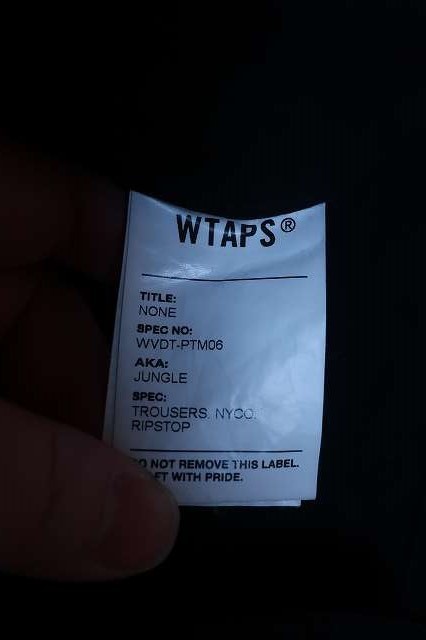 WTAPS®
TITLE:
NONE
SPEC NO:
WVDT-PTM06
AKA:
JUNGLE
SPEC:
TROUSERS. NYCO.
RIPSTOP
DO NOT REMOVE THIS LABEL.
FT WITH PRIDE.